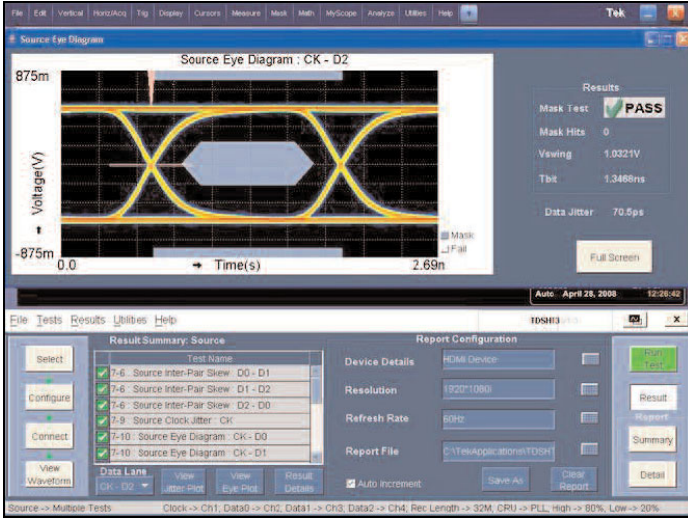 File Edit Vertical Horiz/Acq Trig Display Cursors Measure Mask Math MyScope Analyze Utilities Help Tek
Source Eye Diagram
Source Eye Diagram : CK - D2
875m
Voltage(V)
-875m
0.0
Time(s)
2.69n
Mask
Fail
Results
Mask Test PASS
Mask Hits 0
Vswing 1.0321V
Tbit 1.3468ns
Data Jitter 70.5ps
Full Screen
Auto April 28, 2008 12:26:42
File Tests Results Utilities Help TDSHT3 X
Result Summary: Source
Test Name
7-6 : Source Inter-Pair Skew : D0 - D1
7-6 : Source Inter-Pair Skew : D1 - D2
7-6 : Source Inter-Pair Skew : D2 - D0
7-9 : Source Clock Jitter : CK
7-10 : Source Eye Diagram : CK - D0
7-10 : Source Eye Diagram : CK - D1
Data Lane
CK - D2
View Jitter Plot
View Eye Plot
Result Details
Select
Configure
Connect
View Waveform
Report Configuration
Device Details HDMI Device
Resolution 1920*1080i
Refresh Rate 60Hz
Report File C:\TekApplications\TDSHT
Auto Increment
Save As
Clear Report
Run Test
Result
Report
Summary
Detail
Source -> Multiple Tests Clock -> Ch1, Data0 -> Ch2, Data1 -> Ch3, Data2 -> Ch4, Rec Length -> 32M, CRU -> PLL, High -> 80%, Low-> 20%